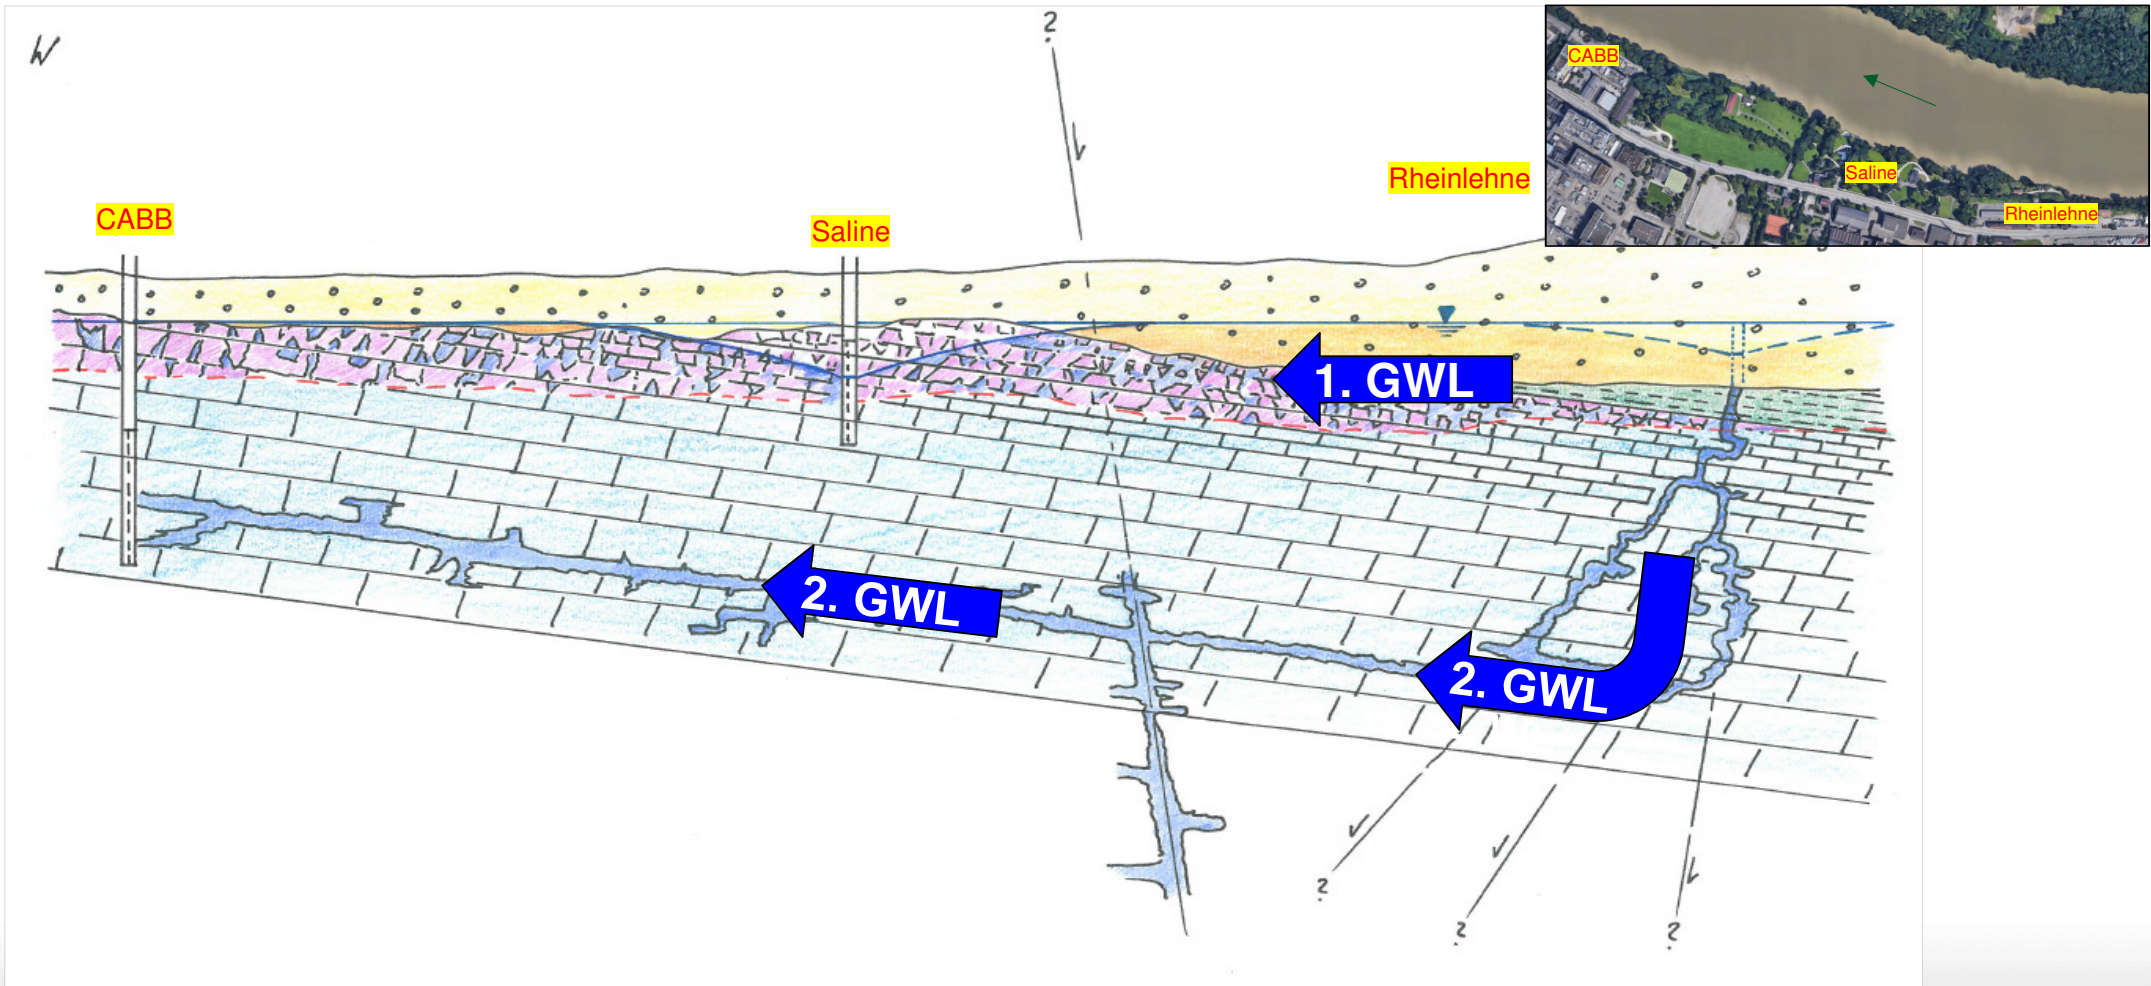 W
?
CABB
Saline
Rheinlehne
CABB
Saline
Rheinlehne
1. GWL
2. GWL
2. GWL
?
?
?